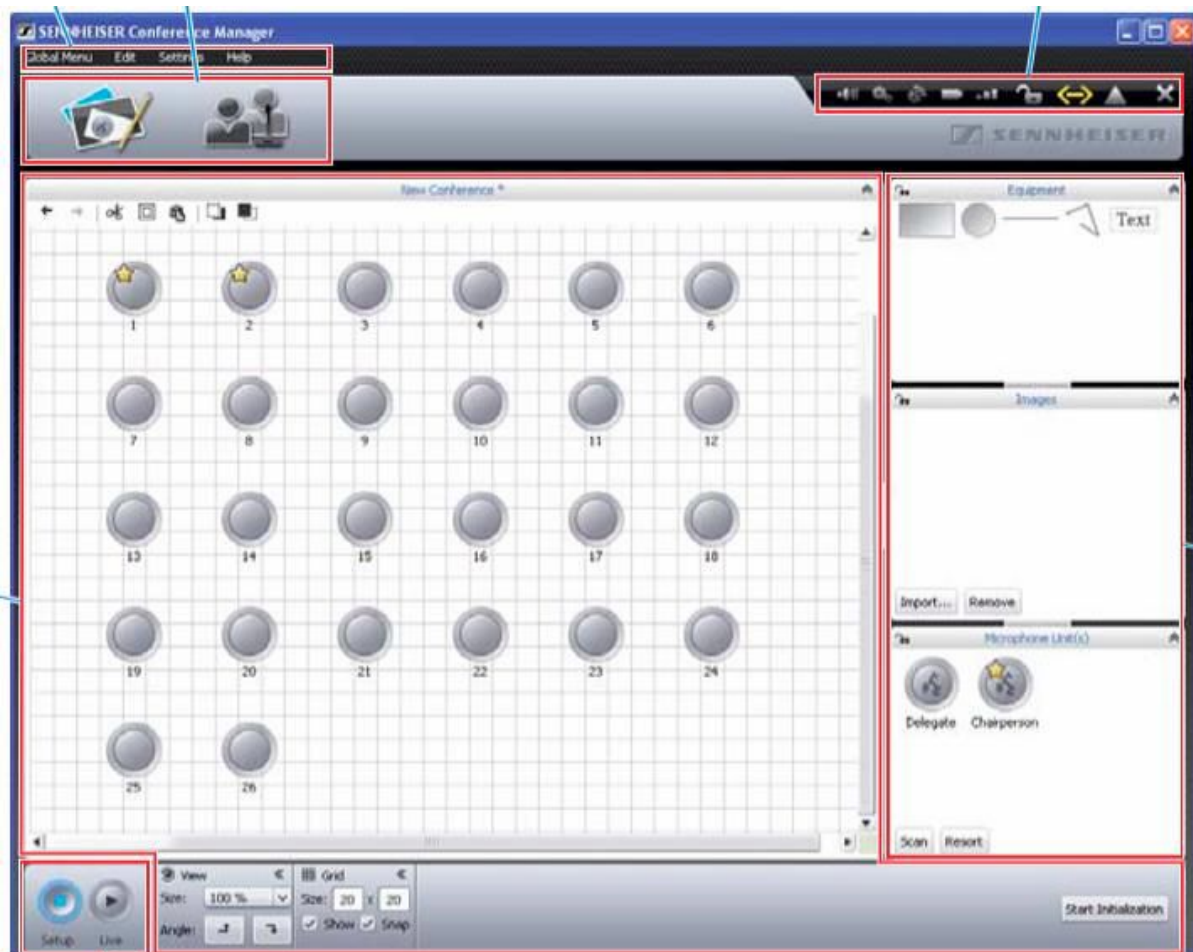 SENNHEISER Conference Manager
Global Menu Edit Settings Help
SENNHEISER
New Conference *
Equipment
Text
1 2 3 4 5 6
7 8 9 10 11 12
Images
13 14 15 16 17 18
Import... Remove
19 20 21 22 23 24
Microphone Unit(s)
Delegate Chairperson
25 26
Scan Resort
View
Size: 100 %
Angle:
Grid
Size: 20 x 20
Show Snap
Start Initialization
Setup Live